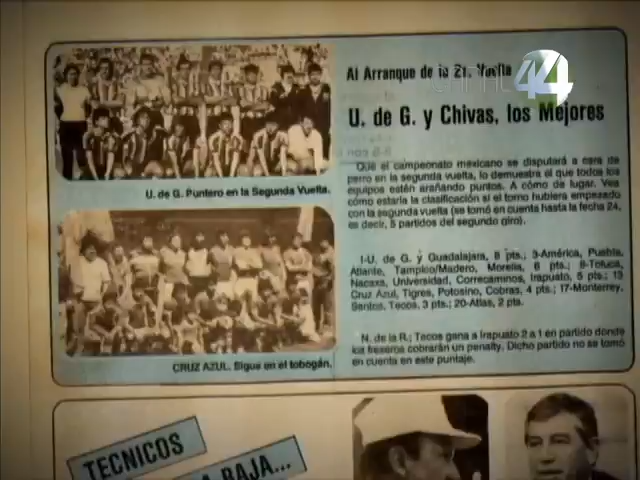 Al Arranque de la 2a. Vuelta
44
U. de G. y Chivas, los Mejores
Que el campeonato mexicano se disputará a cara de
perro en la segunda vuelta, lo demuestra el que todos los
equipos estén arañando puntos. A cómo de lugar. Vea
cómo estaría la clasificación si el torneo hubiera empezado
con la segunda vuelta (se tomó en cuenta hasta la fecha 24,
es decir, 5 partidos del segundo giro).
1-U. de G. y Guadalajara, 8 pts.; 3-América, Puebla,
Atlante, Tampico/Madero, Morelia, 6 pts.; 8-Toluca,
Necaxa, Universidad, Correcaminos, Irapuato, 5 pts.; 13
Cruz Azul, Tigres, Potosino, Cobras, 4 pts.; 17-Monterrey,
Santos, Tecos, 3 pts.; 20-Atlas, 2 pts.
N. de la R.; Tecos gana a Irapuato 2 a 1 en partido donde
los freseros cobrarán un penalty. Dicho partido no se tomó
en cuenta en este puntaje.
U. de G. Puntero en la Segunda Vuelta.
CRUZ AZUL. Sigue en el tobogán.
TECNICOS
A BAJA...